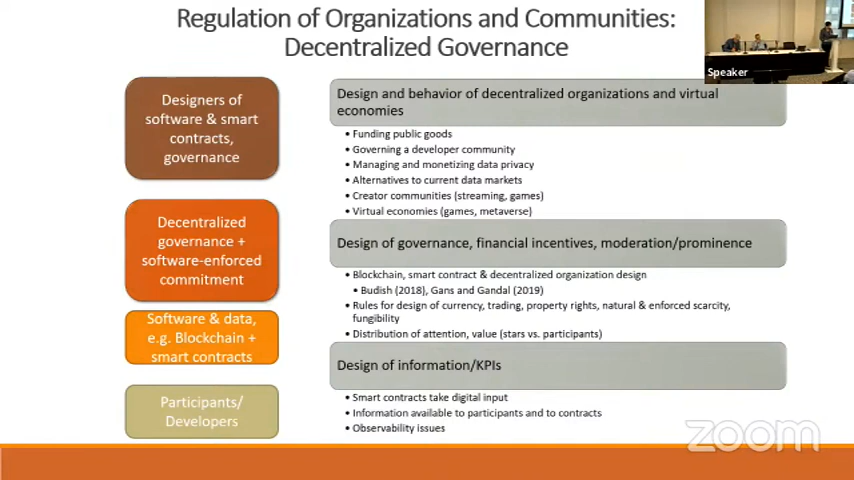 Regulation of Organizations and Communities:
Decentralized Governance
Speaker
Designers of
software & smart
contracts,
governance
Decentralized
governance +
software-enforced
commitment
Software & data,
e.g. Blockchain +
smart contracts
Participants/
Developers
Design and behavior of decentralized organizations and virtual
economies
• Funding public goods
• Governing a developer community
• Managing and monetizing data privacy
• Alternatives to current data markets
• Creator communities (streaming, games)
• Virtual economies (games, metaverse)
Design of governance, financial incentives, moderation/prominence
• Blockchain, smart contract & decentralized organization design
• Budish (2018), Gans and Gandal (2019)
• Rules for design of currency, trading, property rights, natural & enforced scarcity,
fungibility
• Distribution of attention, value (stars vs. participants)
Design of information/KPIs
• Smart contracts take digital input
• Information available to participants and to contracts
• Observability issues
zoom